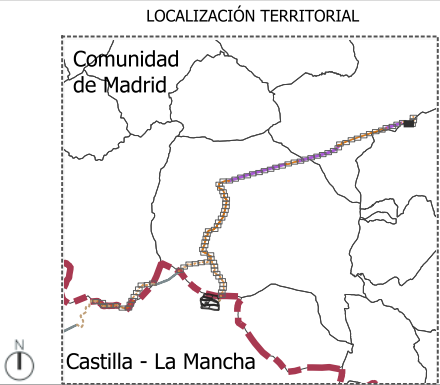 LOCALIZACIÓN TERRITORIAL
Comunidad
de Madrid
N
Castilla - La Mancha